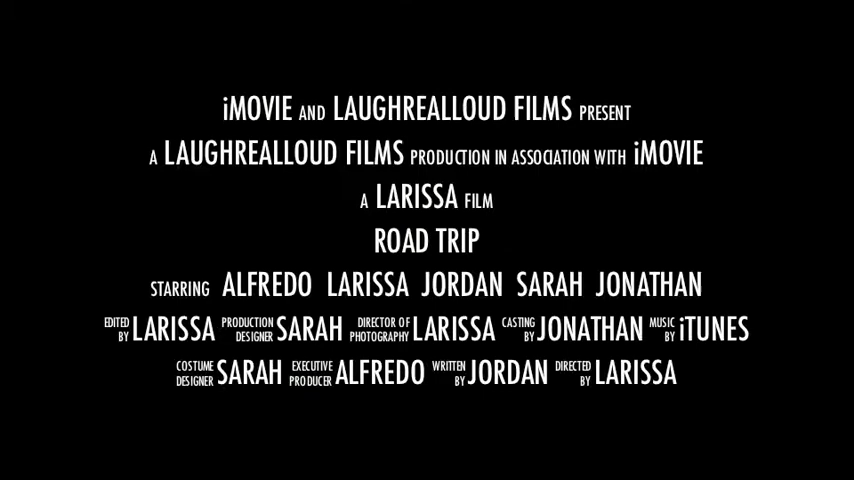 iMOVIE AND LAUGHREALLOUD FILMS PRESENT
A LAUGHREALLOUD FILMS PRODUCTION IN ASSOCIATION WITH iMOVIE
A LARISSA FILM
ROAD TRIP
STARRING ALFREDO LARISSA JORDAN SARAH JONATHAN
EDITED BY LARISSA PRODUCTION DESIGNER SARAH DIRECTOR OF PHOTOGRAPHY LARISSA CASTING BY JONATHAN MUSIC BY iTUNES
COSTUME DESIGNER SARAH EXECUTIVE PRODUCER ALFREDO WRITTEN BY JORDAN DIRECTED BY LARISSA